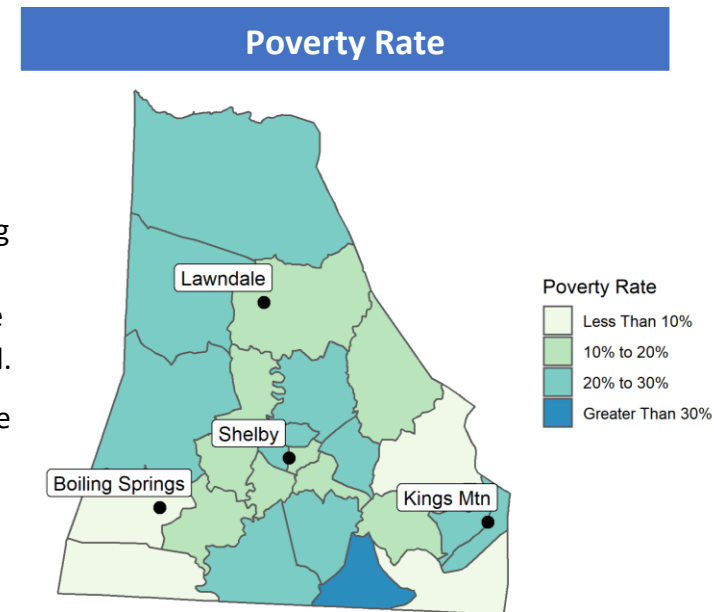 Poverty Rate
g
Lawndale
Poverty Rate
e
Less Than 10%
10% to 20%
l.
20% to 30%
e
Greater Than 30%
Shelby
Boiling Springs
Kings Mtn